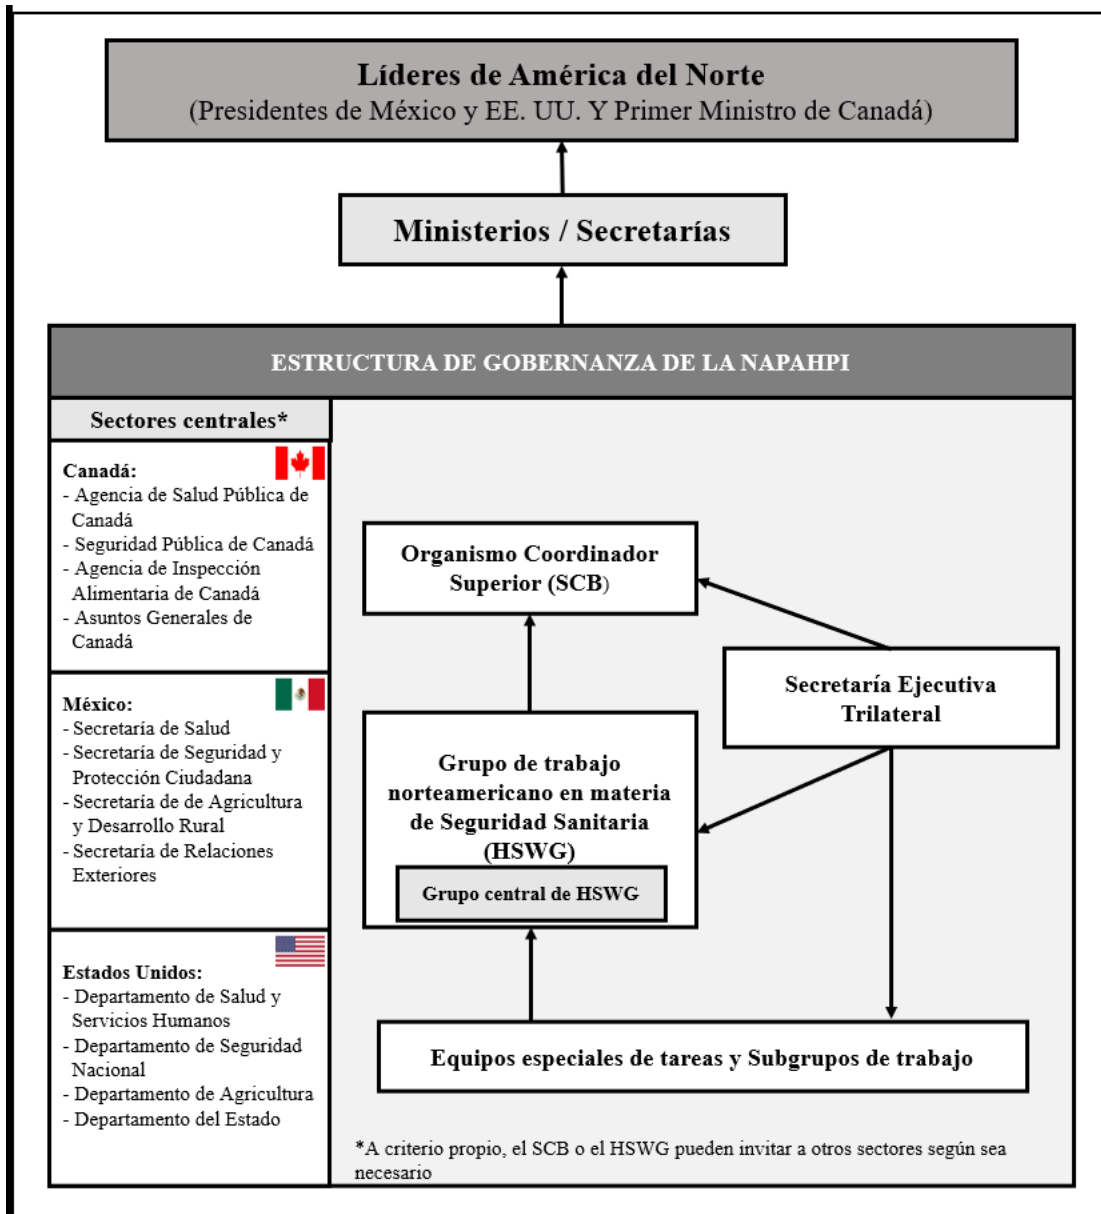 Líderes de América del Norte
(Presidentes de México y EE. UU. Y Primer Ministro de Canadá)
Ministerios / Secretarías
ESTRUCTURA DE GOBERNANZA DE LA NAPAHPI
Sectores centrales*
Canadá:
- Agencia de Salud Pública de
Canadá
- Seguridad Pública de Canadá
- Agencia de Inspección
Alimentaria de Canadá
- Asuntos Generales de
Canadá
México:
- Secretaría de Salud
- Secretaría de Seguridad y
Protección Ciudadana
- Secretaría de de Agricultura
y Desarrollo Rural
- Secretaría de Relaciones
Exteriores
Estados Unidos:
- Departamento de Salud y
Servicios Humanos
- Departamento de Seguridad
Nacional
- Departamento de Agricultura
- Departamento del Estado
Organismo Coordinador
Superior (SCB)
Secretaría Ejecutiva
Trilateral
Grupo de trabajo
norteamericano en materia
de Seguridad Sanitaria
(HSWG)
Grupo central de HSWG
Equipos especiales de tareas y Subgrupos de trabajo
*A criterio propio, el SCB o el HSWG pueden invitar a otros sectores según sea
necesario